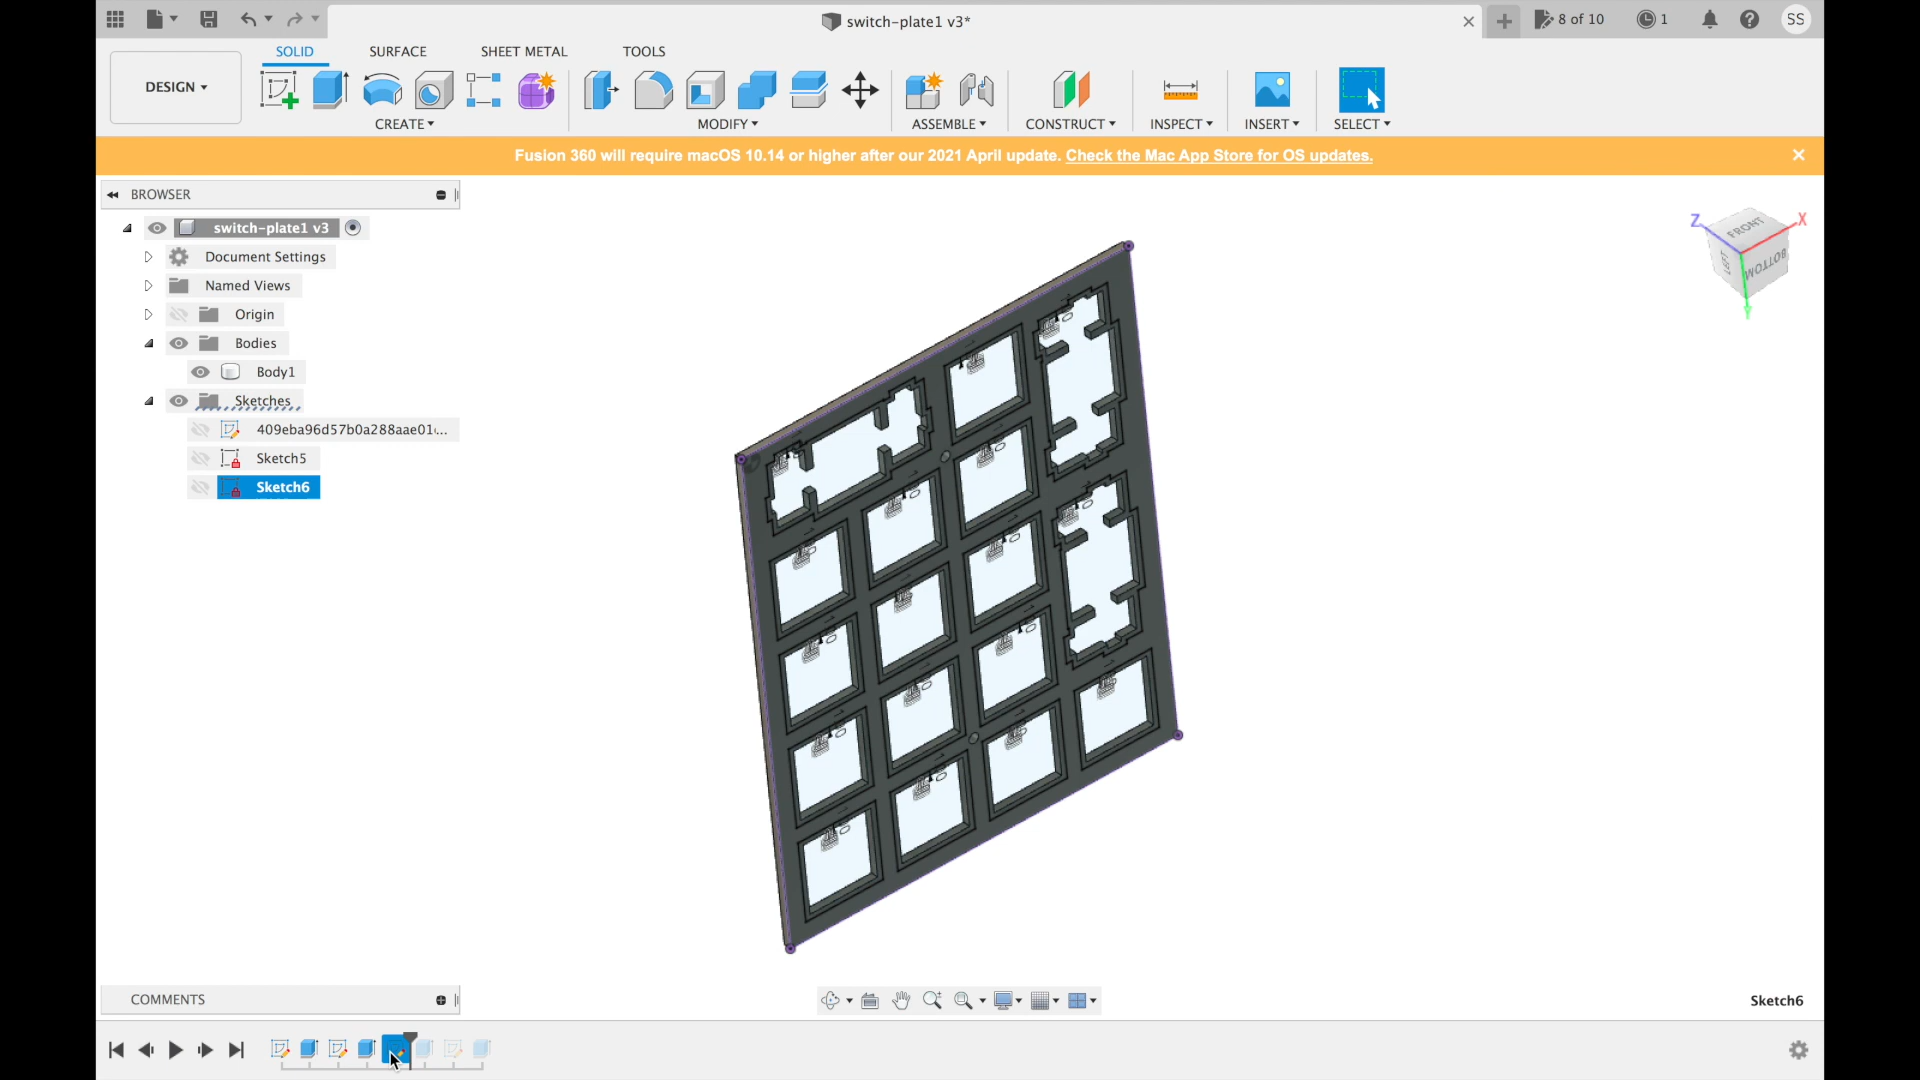 switch-plate1 v3*
8 of 10
1
SS
DESIGN
SOLID
SURFACE
SHEET METAL
TOOLS
CREATE
MODIFY
ASSEMBLE
CONSTRUCT
INSPECT
INSERT
SELECT
Fusion 360 will require macOS 10.14 or higher after our 2021 April update. Check the Mac App Store for OS updates.
BROWSER
switch-plate1 v3
Document Settings
Named Views
Origin
Bodies
Body1
Sketches
409eba96d57b0a288aae01...
Sketch5
Sketch6
Z
X
Y
FRONT
LEFT
BOTTOM
COMMENTS
Sketch6